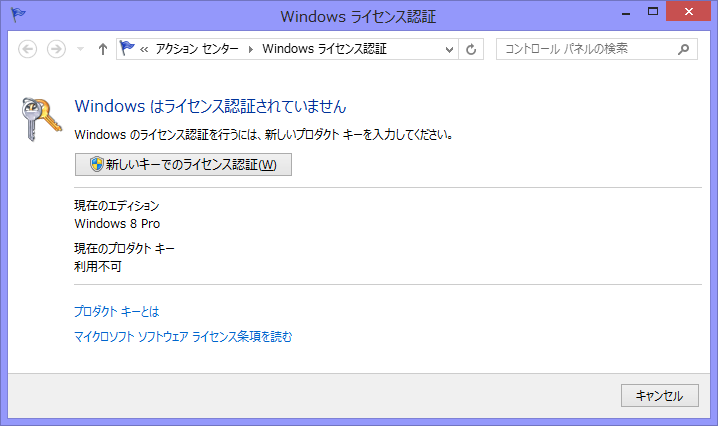 Windows ライセンス認証
« アクション センター ▸ Windows ライセンス認証
コントロール パネルの検索
Windows はライセンス認証されていません
Windows のライセンス認証を行うには、新しいプロダクト キーを入力してください。
新しいキーでのライセンス認証(W)
現在のエディション
Windows 8 Pro
現在のプロダクト キー
利用不可
プロダクト キーとは
マイクロソフト ソフトウェア ライセンス条項を読む
キャンセル